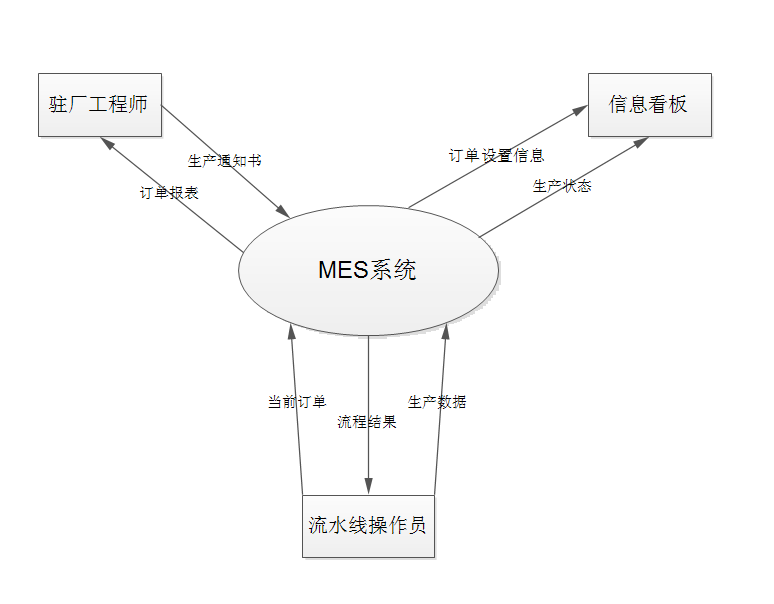 驻厂工程师
信息看板
生产通知书
订单设置信息
订单报表
生产状态
MES系统
当前订单
生产数据
流程结果
流水线操作员